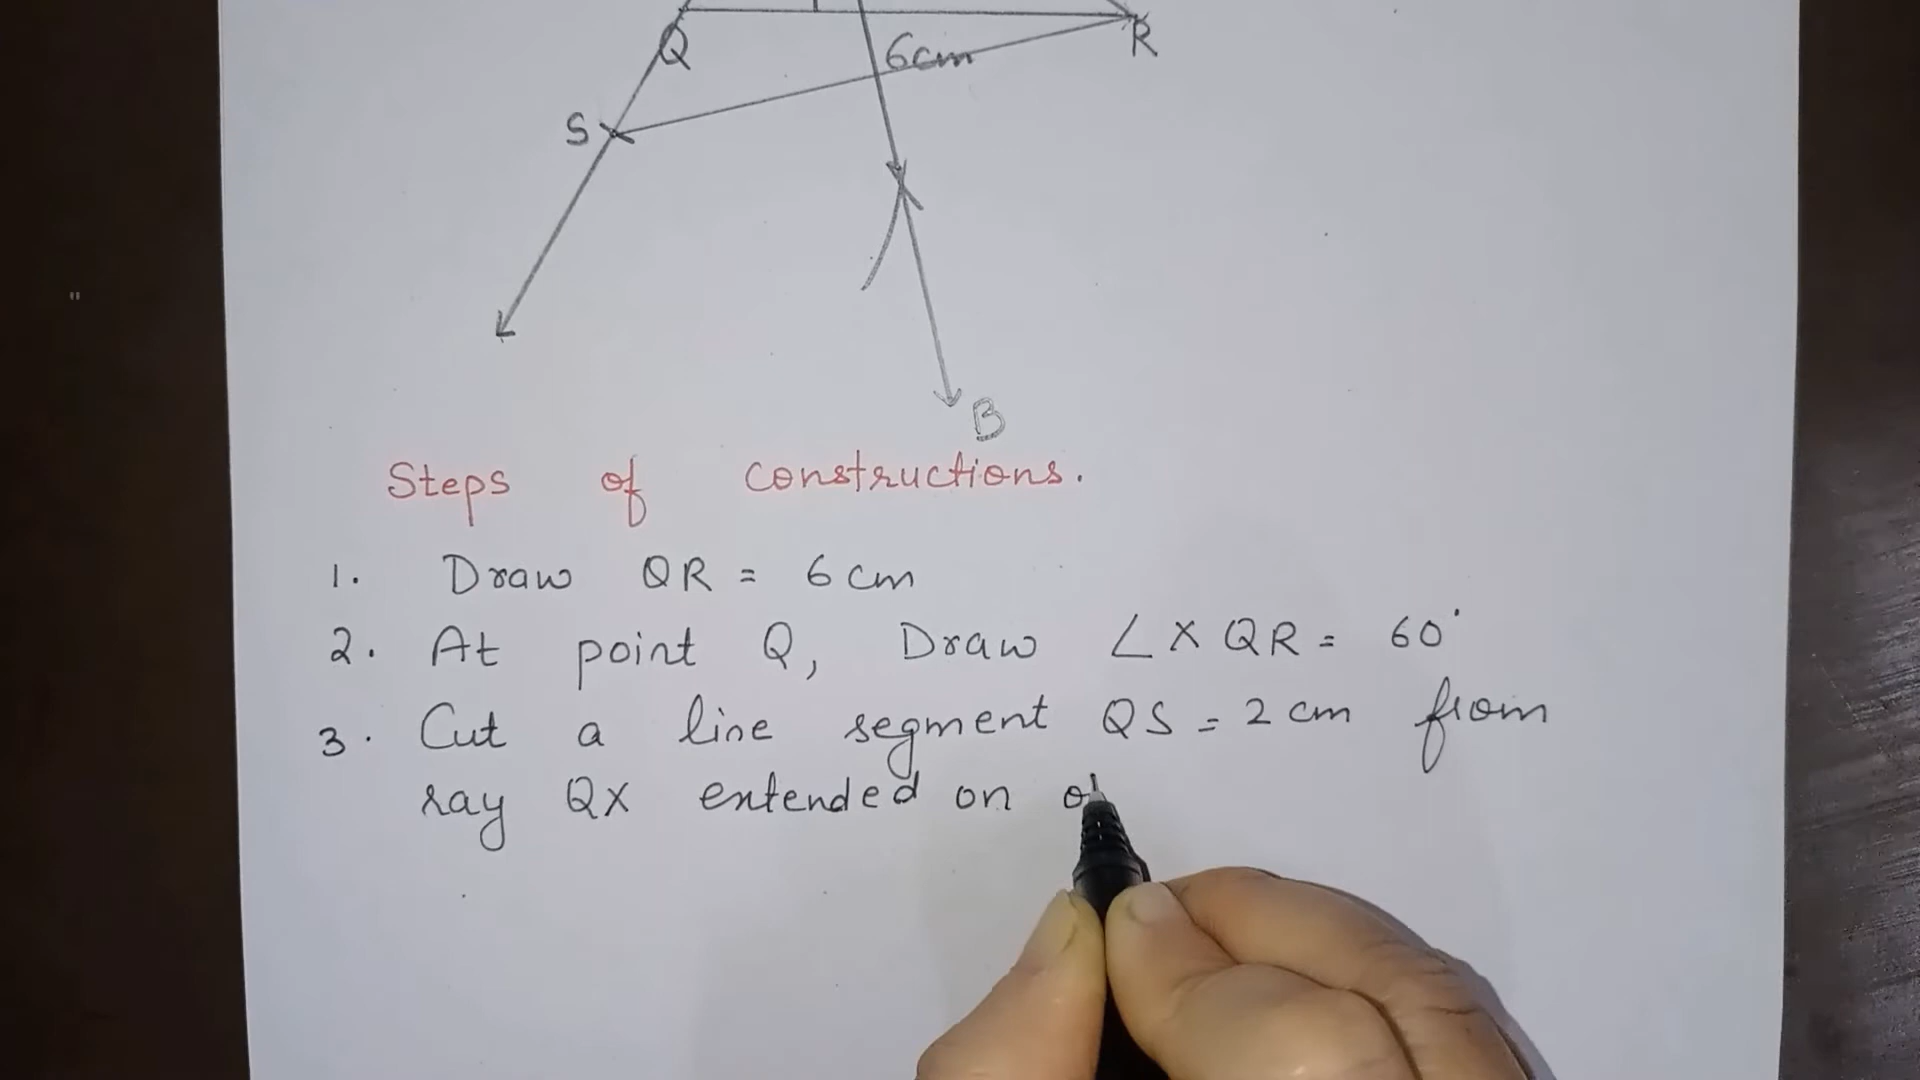 Q
R
6cm
S
B
Steps of constructions.
1. Draw QR = 6 cm
2. At point Q, Draw ∠XQR = 60°
3. Cut a line segment QS = 2 cm from
ray QX extended on